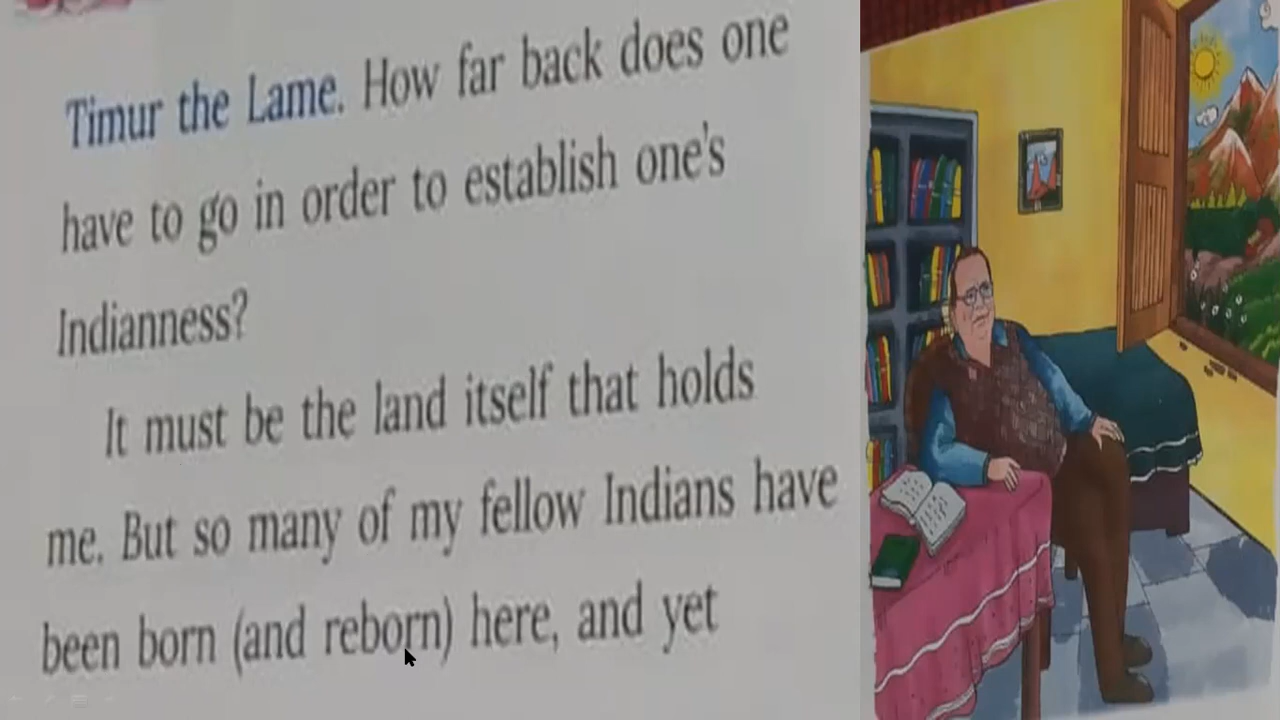 Timur the Lame. How far back does one
have to go in order to establish one's
Indianness?
It must be the land itself that holds
me. But so many of my fellow Indians have
been born (and reborn) here, and yet